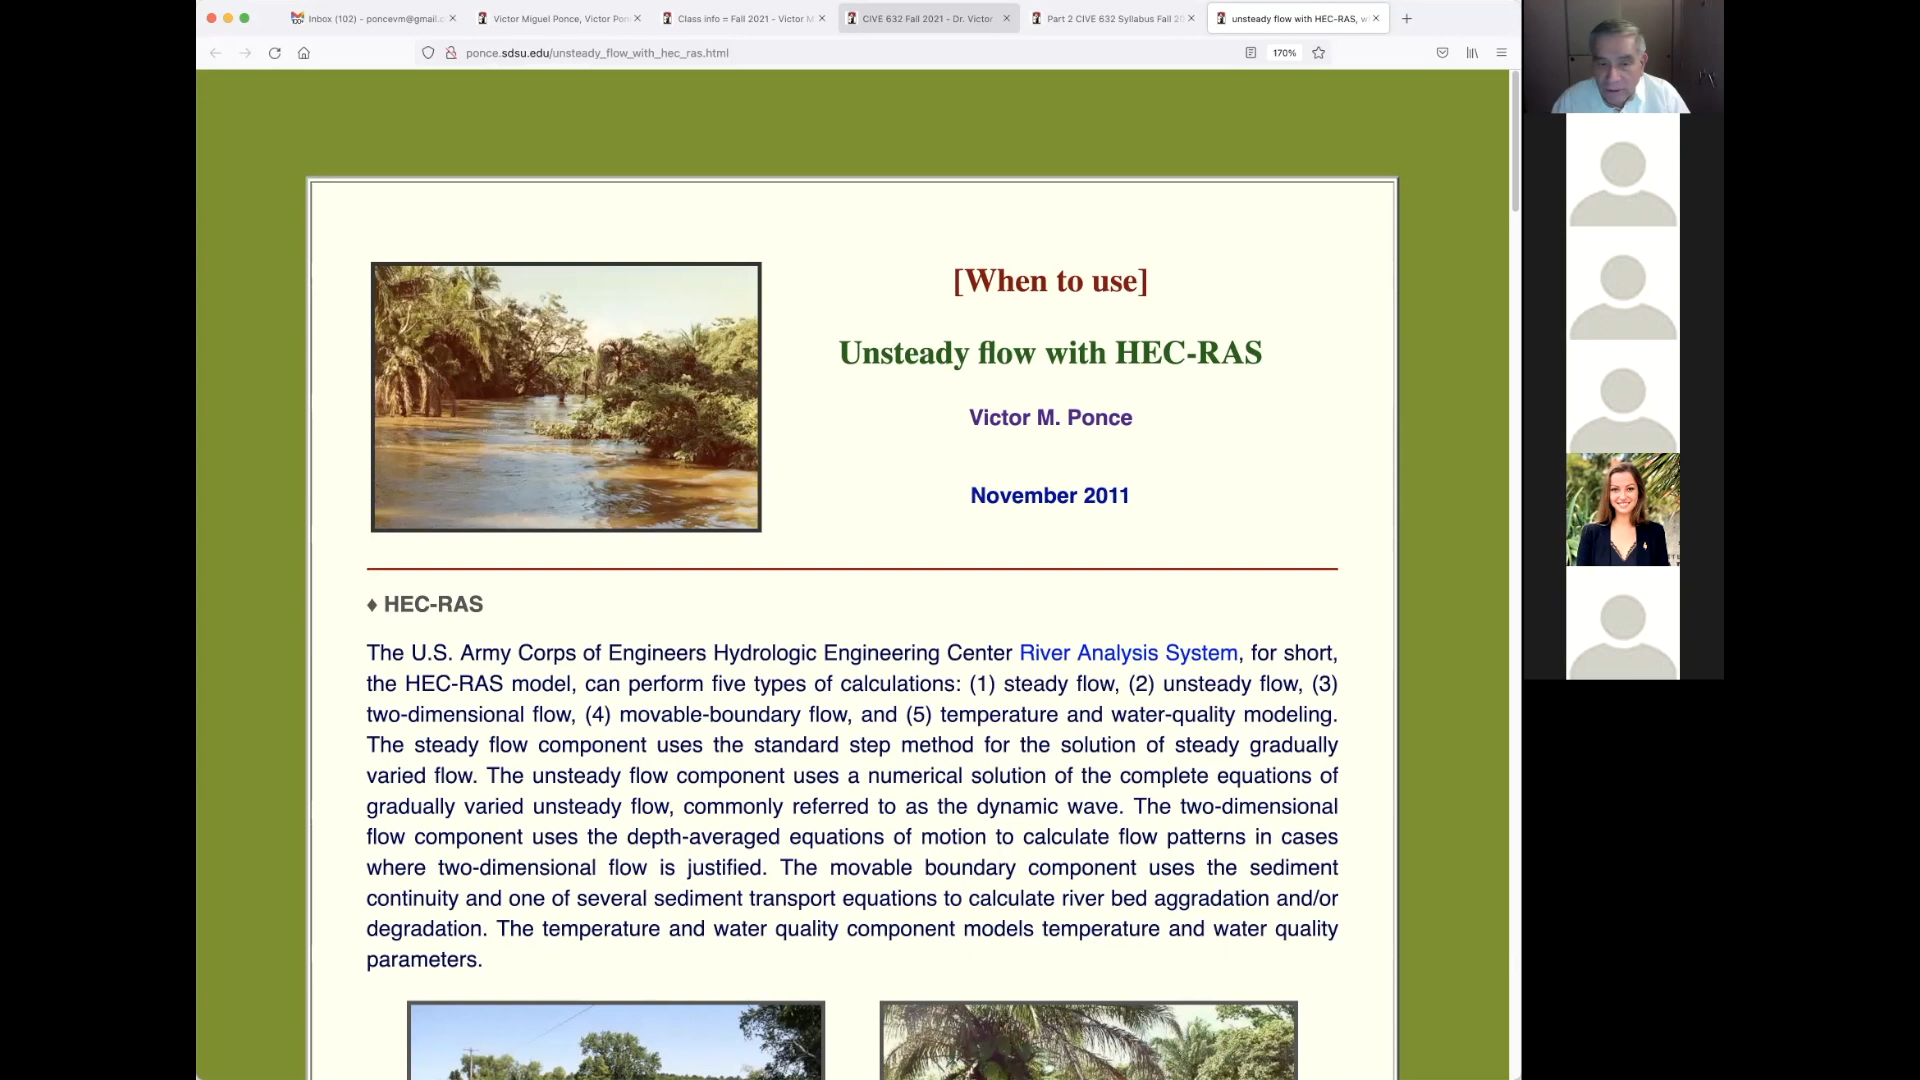 Inbox (102) - poncevm@gmail.c
Victor Miguel Ponce, Victor Pon
Class info = Fall 2021 - Victor M
CIVE 632 Fall 2021 - Dr. Victor
Part 2 CIVE 632 Syllabus Fall 20
unsteady flow with HEC-RAS, w
ponce.sdsu.edu/unsteady_flow_with_hec_ras.html
170%
[When to use]
Unsteady flow with HEC-RAS
Victor M. Ponce
November 2011
♦ HEC-RAS
The U.S. Army Corps of Engineers Hydrologic Engineering Center River Analysis System, for short,
the HEC-RAS model, can perform five types of calculations: (1) steady flow, (2) unsteady flow, (3)
two-dimensional flow, (4) movable-boundary flow, and (5) temperature and water-quality modeling.
The steady flow component uses the standard step method for the solution of steady gradually
varied flow. The unsteady flow component uses a numerical solution of the complete equations of
gradually varied unsteady flow, commonly referred to as the dynamic wave. The two-dimensional
flow component uses the depth-averaged equations of motion to calculate flow patterns in cases
where two-dimensional flow is justified. The movable boundary component uses the sediment
continuity and one of several sediment transport equations to calculate river bed aggradation and/or
degradation. The temperature and water quality component models temperature and water quality
parameters.